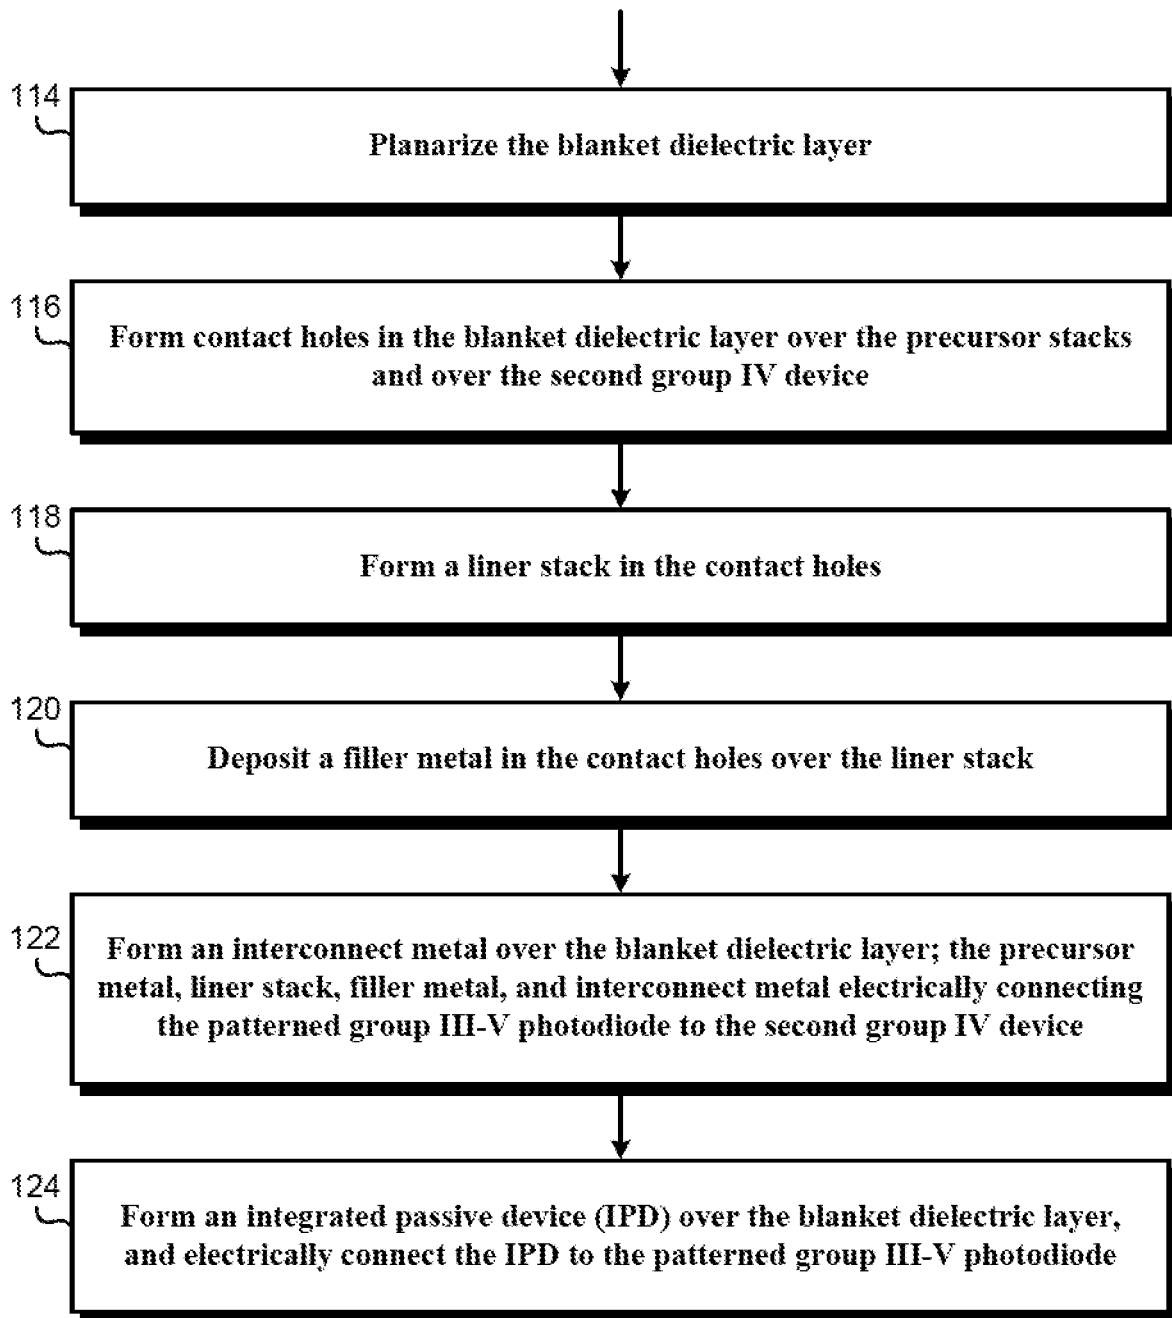 114
Planarize the blanket dielectric layer
116
Form contact holes in the blanket dielectric layer over the precursor stacks
and over the second group IV device
118
Form a liner stack in the contact holes
120
Deposit a filler metal in the contact holes over the liner stack
122
Form an interconnect metal over the blanket dielectric layer; the precursor
metal, liner stack, filler metal, and interconnect metal electrically connecting
the patterned group III-V photodiode to the second group IV device
124
Form an integrated passive device (IPD) over the blanket dielectric layer,
and electrically connect the IPD to the patterned group III-V photodiode